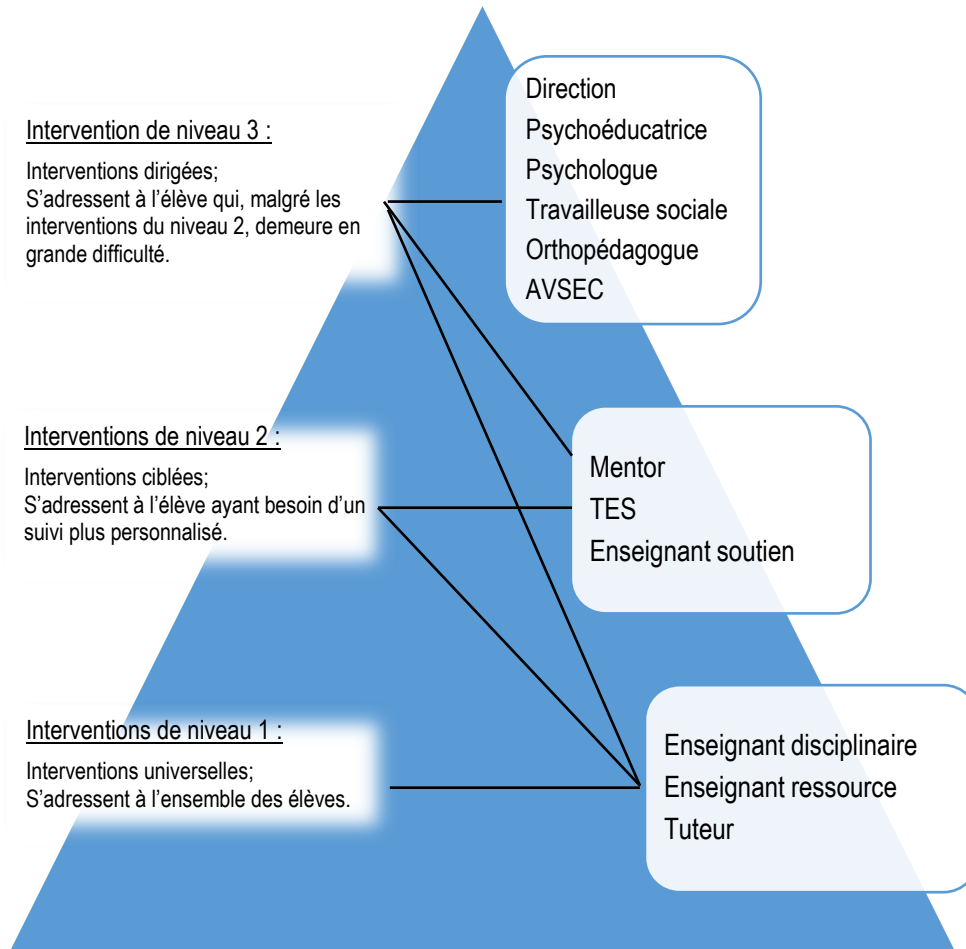 Intervention de niveau 3 :
Interventions dirigées;
S’adressent à l’élève qui, malgré les
interventions du niveau 2, demeure en
grande difficulté.
Direction
Psychoéducatrice
Psychologue
Travailleuse sociale
Orthopédagogue
AVSEC
Interventions de niveau 2 :
Interventions ciblées;
S’adressent à l’élève ayant besoin d’un
suivi plus personnalisé.
Mentor
TES
Enseignant soutien
Interventions de niveau 1 :
Interventions universelles;
S’adressent à l’ensemble des élèves.
Enseignant disciplinaire
Enseignant ressource
Tuteur